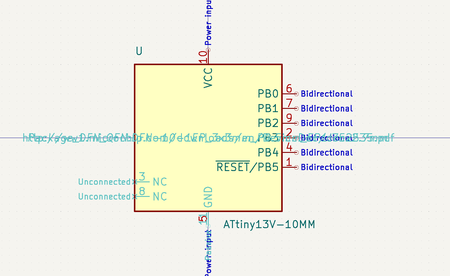 Power input
U
10
VCC
PB0 6 Bidirectional
PB1 7 Bidirectional
PB2 9 Bidirectional
PB3 2 Bidirectional
PB4 4 Bidirectional
RESET/PB5 1 Bidirectional
Unconnected 3 NC
Unconnected 8 NC
GND
5
ATtiny13V-10MM
Power input